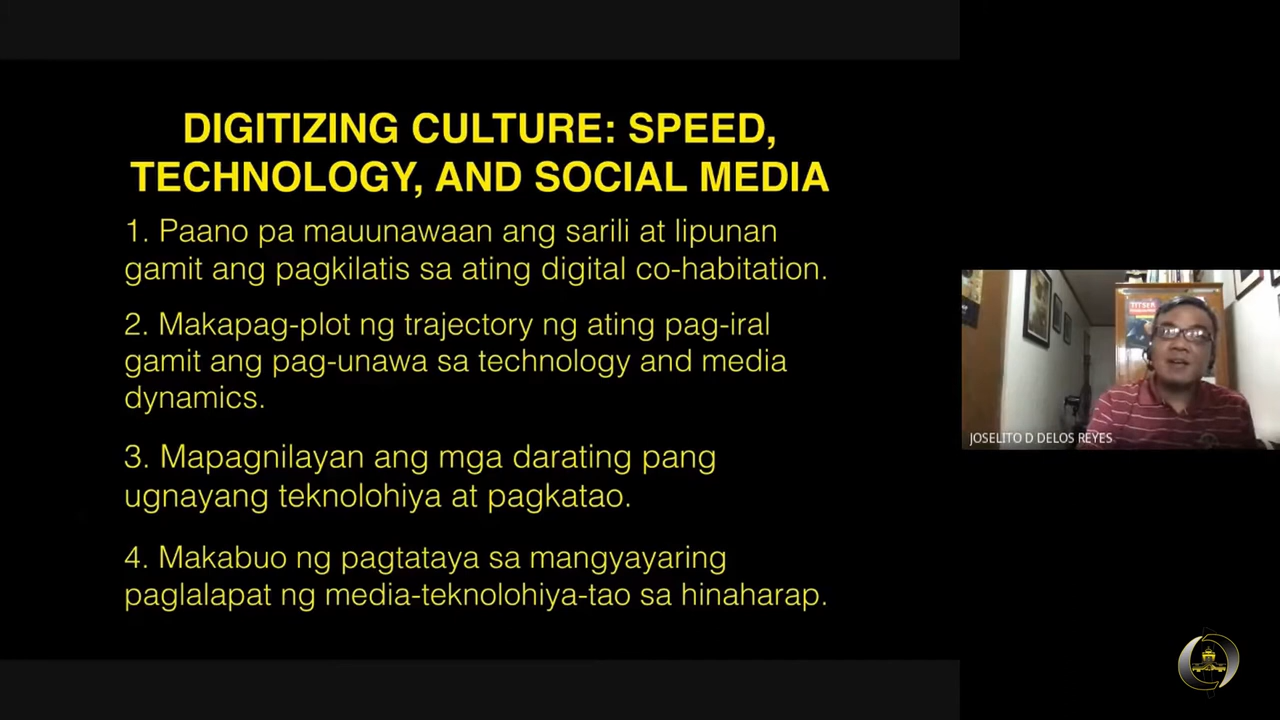 DIGITIZING CULTURE: SPEED,
TECHNOLOGY, AND SOCIAL MEDIA
1. Paano pa mauunawaan ang sarili at lipunan
gamit ang pagkilatis sa ating digital co-habitation.
2. Makapag-plot ng trajectory ng ating pag-iral
gamit ang pag-unawa sa technology and media
dynamics.
3. Mapagnilayan ang mga darating pang
ugnayang teknolohiya at pagkatao.
4. Makabuo ng pagtataya sa mangyayaring
paglalapat ng media-teknolohiya-tao sa hinaharap.
TITSER
JOSELITO D DELOS REYES